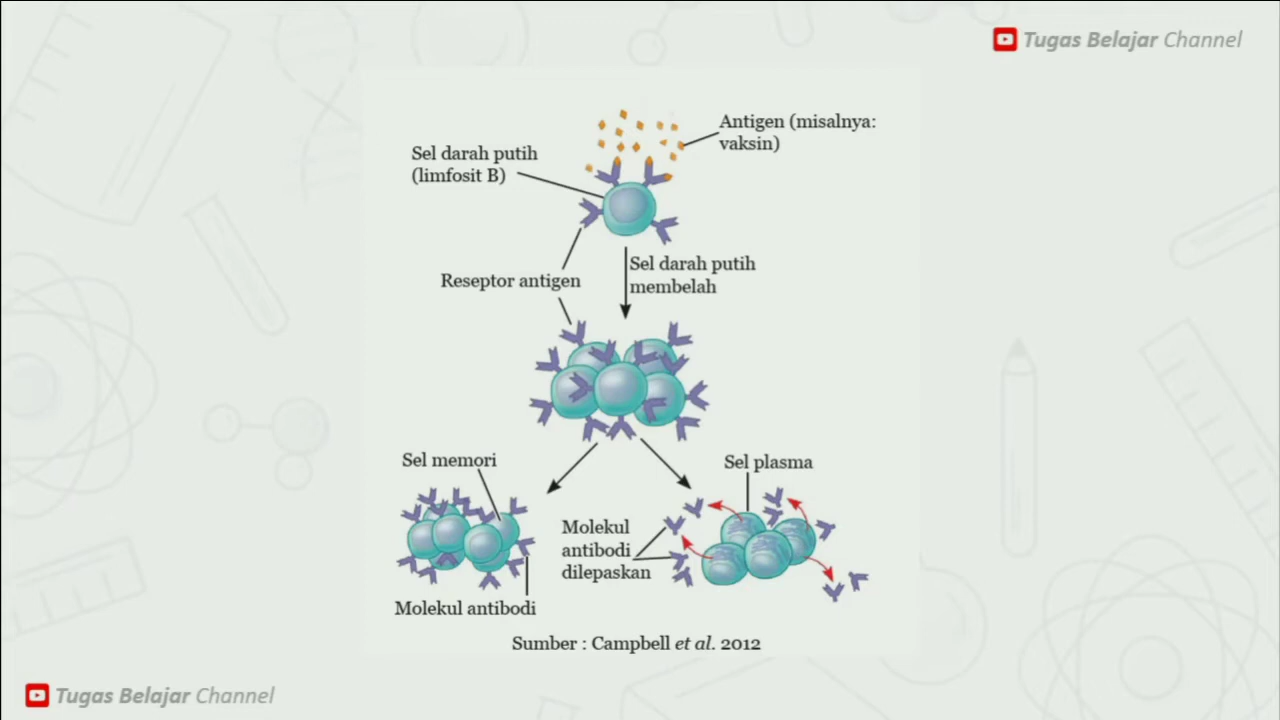 Tugas Belajar Channel
Antigen (misalnya:
vaksin)
Sel darah putih
(limfosit B)
Sel darah putih
membelah
Reseptor antigen
Sel memori
Sel plasma
Molekul
antibodi
dilepaskan
Molekul antibodi
Sumber : Campbell et al. 2012
Tugas Belajar Channel